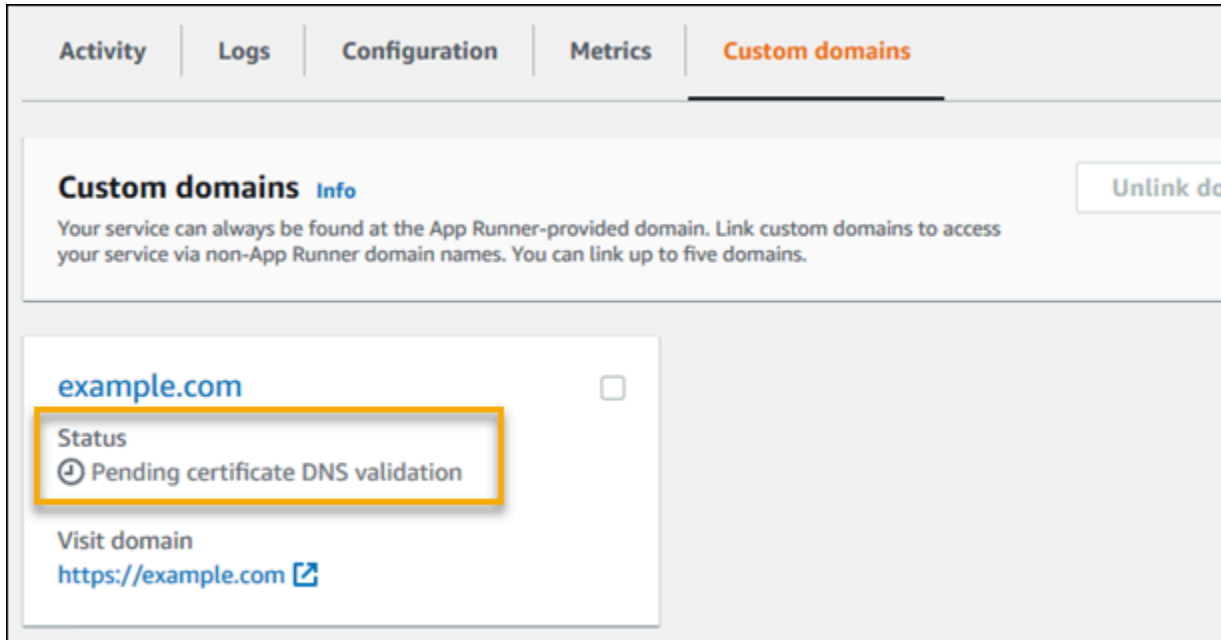 Activity
Logs
Configuration
Metrics
Custom domains
Custom domains Info
Unlink
Your service can always be found at the App Runner-provided domain. Link custom domains to access
your service via non-App Runner domain names. You can link up to five domains.
example.com
Status
Pending certificate DNS validation
Visit domain
https://example.com